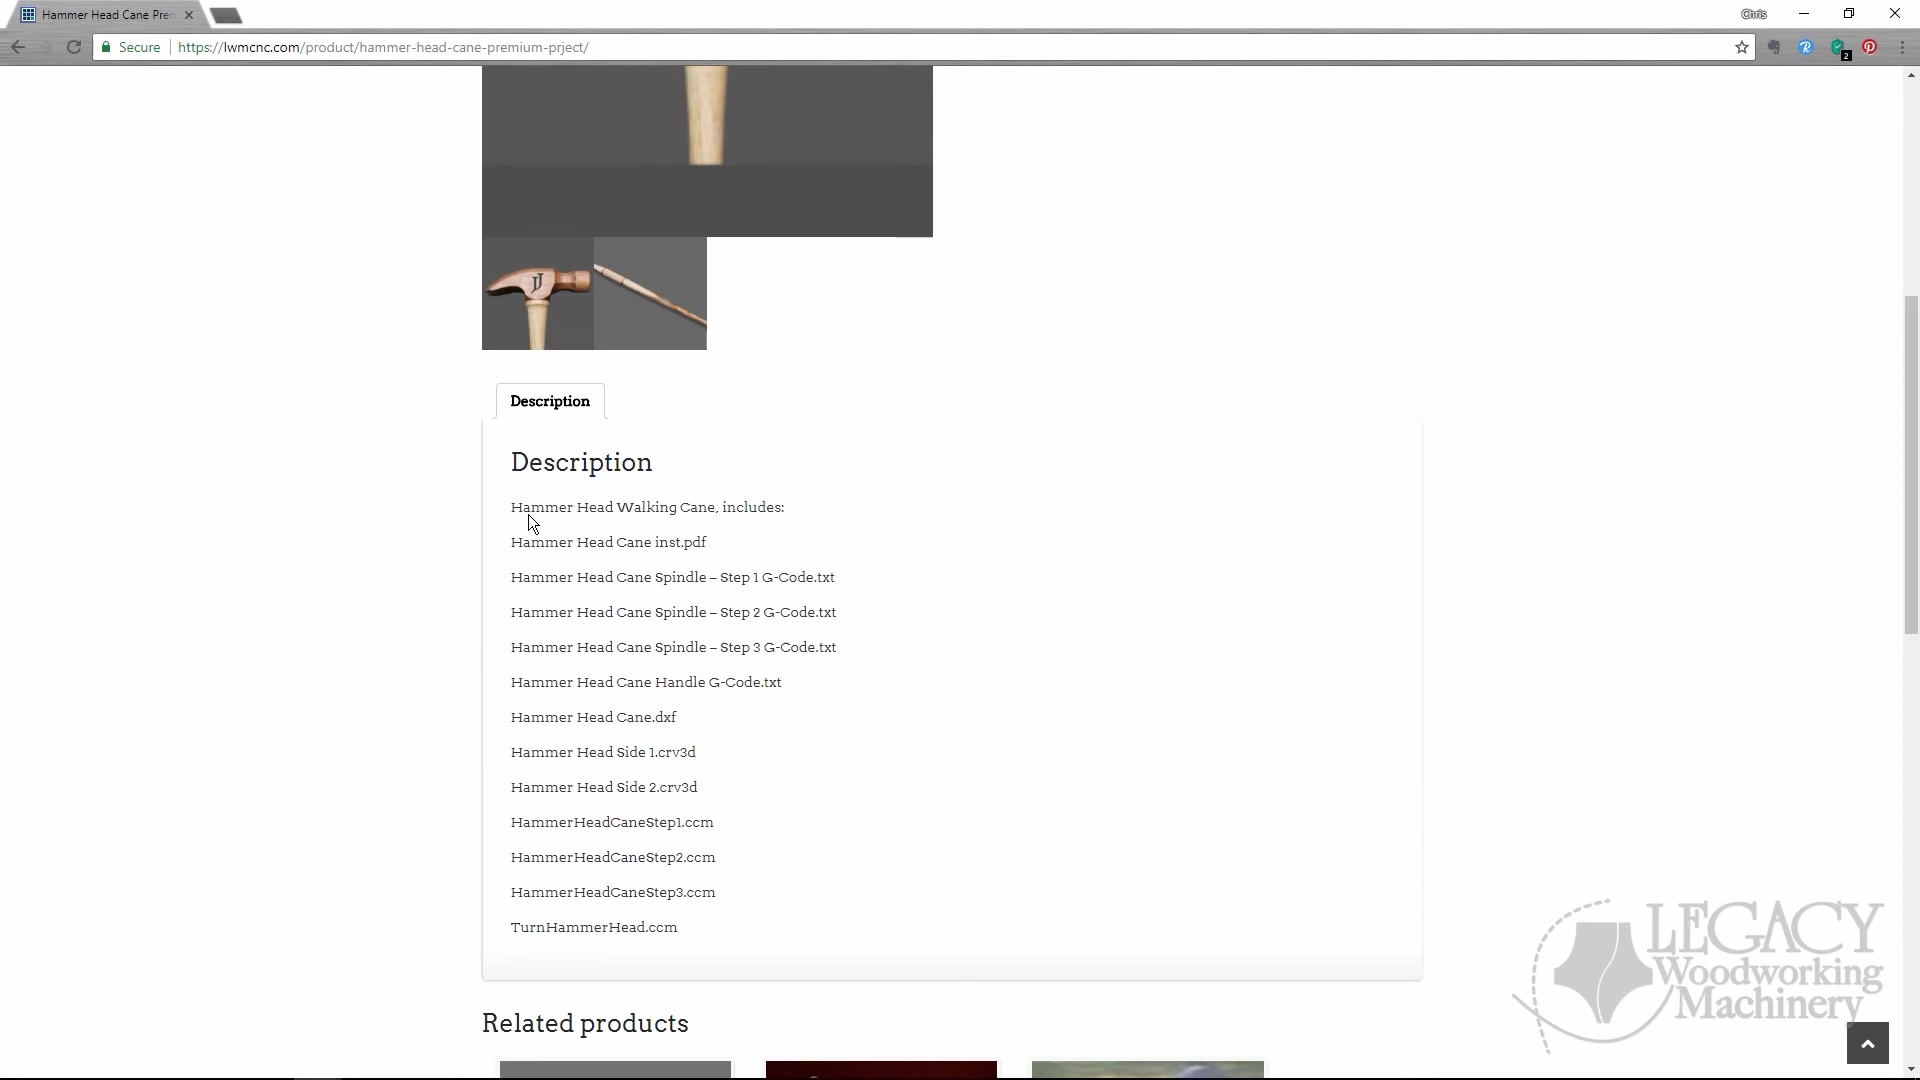 Hammer Head Cane Prem
Chris
Secure
https://lwmcnc.com/product/hammer-head-cane-premium-prject/
2
J
Description
Description
Hammer Head Walking Cane, includes:
Hammer Head Cane inst.pdf
Hammer Head Cane Spindle – Step 1 G-Code.txt
Hammer Head Cane Spindle – Step 2 G-Code.txt
Hammer Head Cane Spindle – Step 3 G-Code.txt
Hammer Head Cane Handle G-Code.txt
Hammer Head Cane.dxf
Hammer Head Side 1.crv3d
Hammer Head Side 2.crv3d
HammerHeadCaneStep1.ccm
HammerHeadCaneStep2.ccm
HammerHeadCaneStep3.ccm
TurnHammerHead.ccm
LEGACY
Woodworking
Machinery
Related products